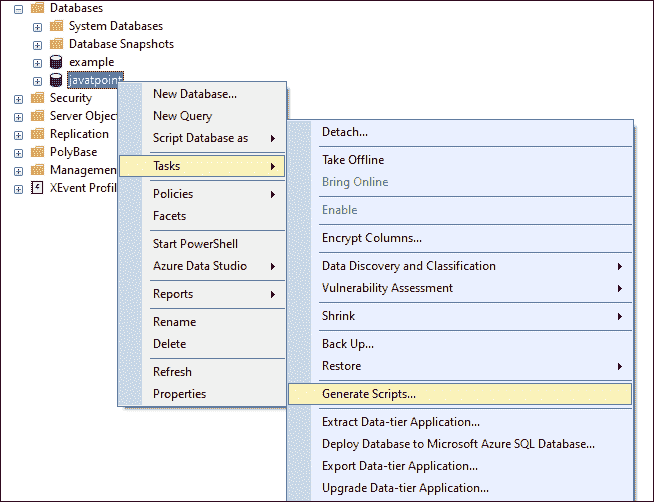 Databases
System Databases
Database Snapshots
example
javatpoint
Security
Server Objec
Replication
PolyBase
Managemen
XEvent Profil
New Database...
New Query
Script Database as
Tasks
Policies
Facets
Start PowerShell
Azure Data Studio
Reports
Rename
Delete
Refresh
Properties
Detach...
Take Offline
Bring Online
Enable
Encrypt Columns...
Data Discovery and Classification
Vulnerability Assessment
Shrink
Back Up...
Restore
Generate Scripts...
Extract Data-tier Application...
Deploy Database to Microsoft Azure SQL Database...
Export Data-tier Application...
Upgrade Data-tier Application...